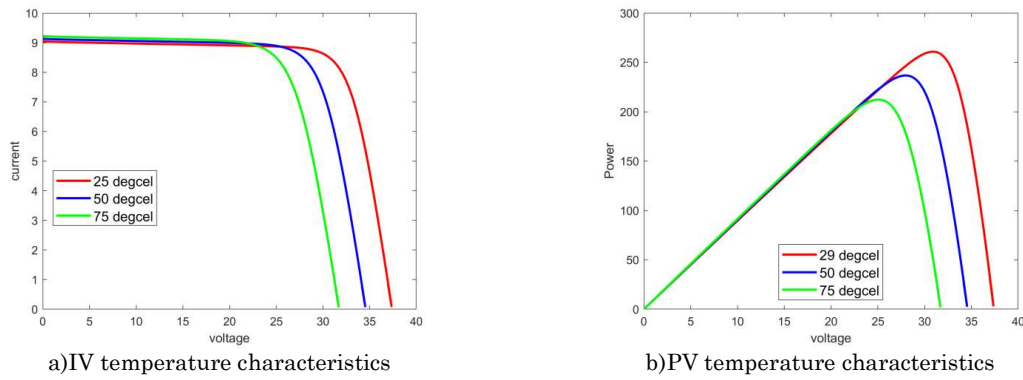 10
9
8
7
6
5
4
3
2
1
0
current
25 degcel
50 degcel
75 degcel
0 5 10 15 20 25 30 35 40
voltage
a)IV temperature characteristics
300
250
200
150
100
50
0
Power
29 degcel
50 degcel
75 degcel
0 5 10 15 20 25 30 35 40
voltage
b)PV temperature characteristics